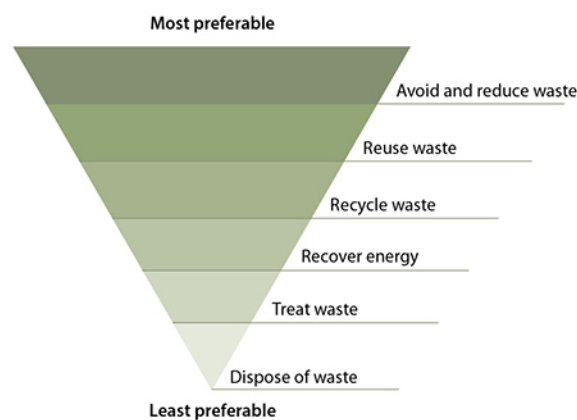 Most preferable
Avoid and reduce waste
Reuse waste
Recycle waste
Recover energy
Treat waste
Dispose of waste
Least preferable